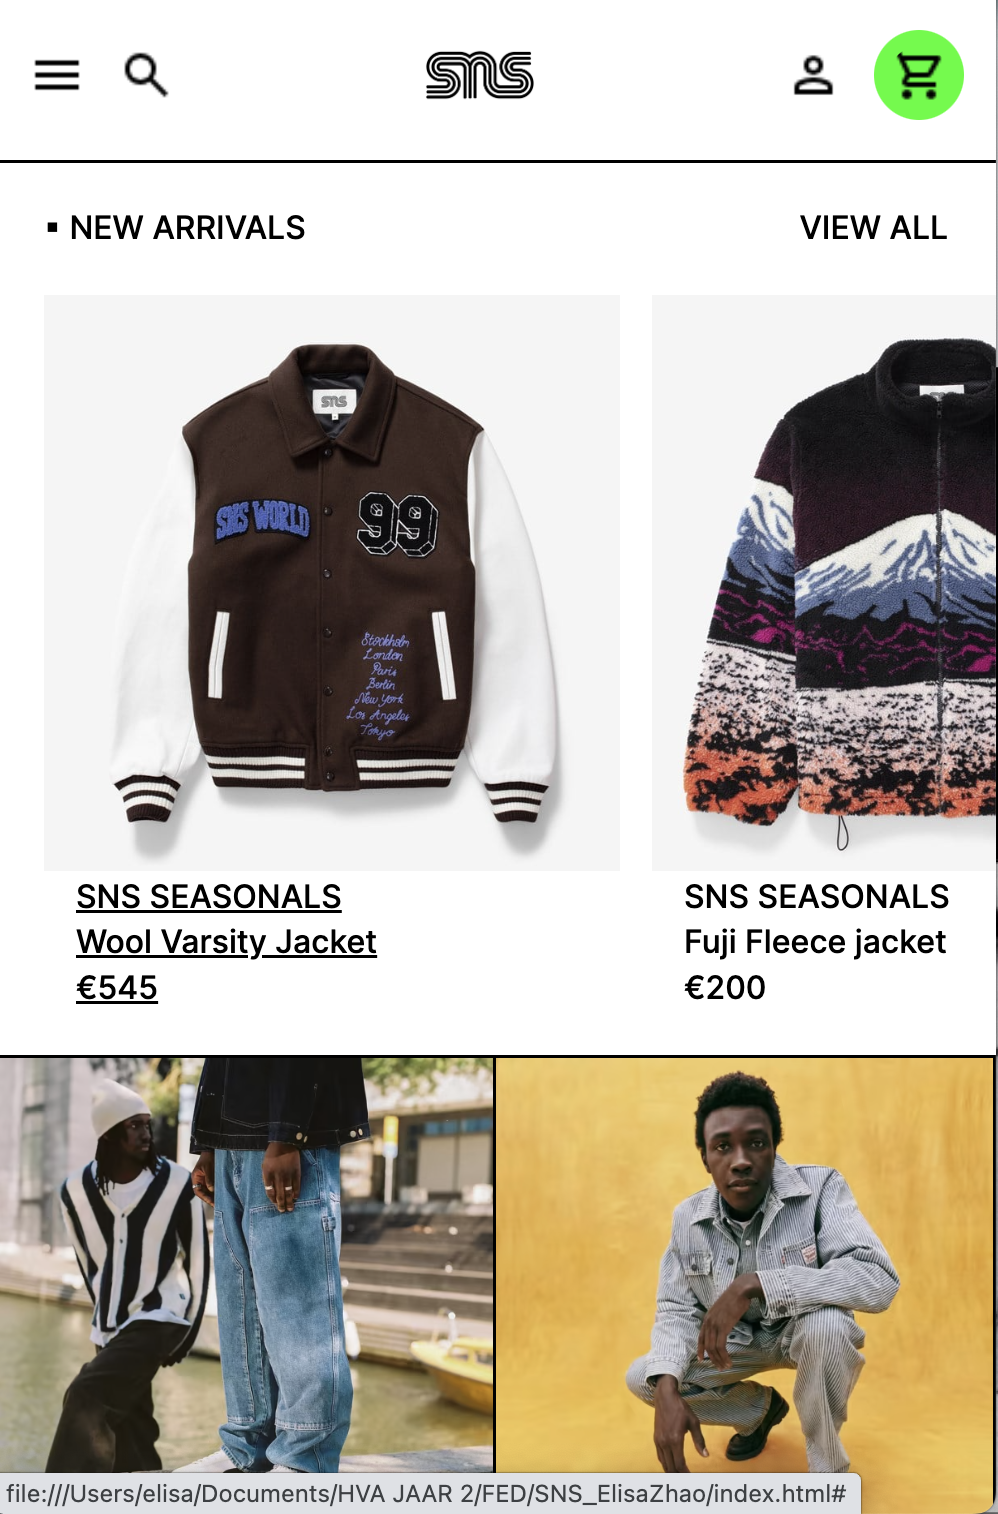 sns
▪ NEW ARRIVALS
VIEW ALL
sns
SNS WORLD
99
Stockholm
London
Paris
Berlin
New York
Los Angeles
Tokyo
SNS SEASONALS
Wool Varsity Jacket
€545
SNS SEASONALS
Fuji Fleece jacket
€200
file:///Users/elisa/Documents/HVA JAAR 2/FED/SNS_ElisaZhao/index.html#